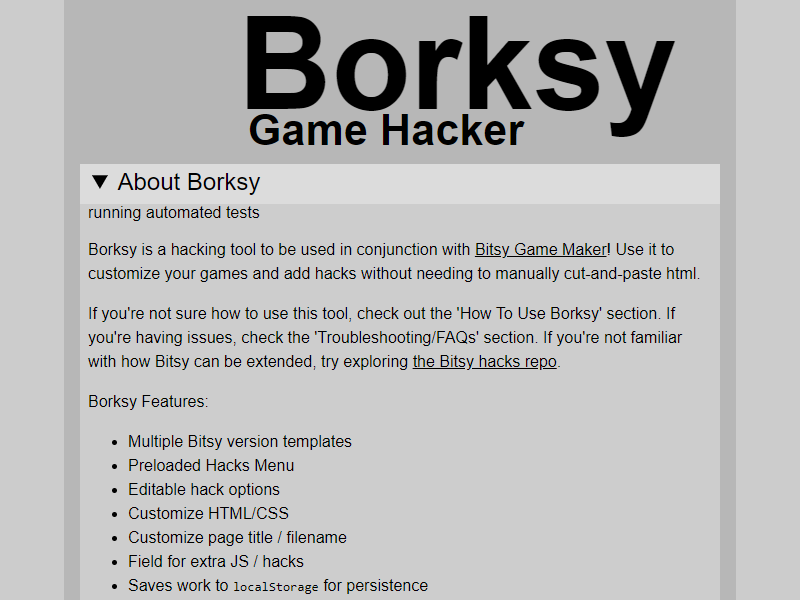 Borksy
Game Hacker
▼ About Borksy
running automated tests
Borksy is a hacking tool to be used in conjunction with Bitsy Game Maker! Use it to
customize your games and add hacks without needing to manually cut-and-paste html.
If you're not sure how to use this tool, check out the 'How To Use Borksy' section. If
you're having issues, check the 'Troubleshooting/FAQs' section. If you're not familiar
with how Bitsy can be extended, try exploring the Bitsy hacks repo.
Borksy Features:
• Multiple Bitsy version templates
• Preloaded Hacks Menu
• Editable hack options
• Customize HTML/CSS
• Customize page title / filename
• Field for extra JS / hacks
• Saves work to localStorage for persistence